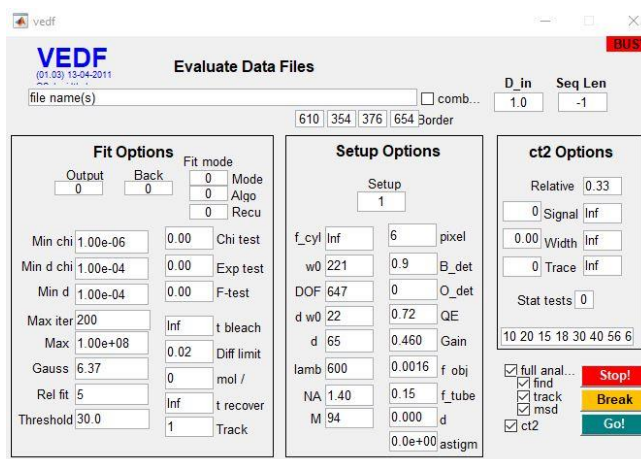 vedf
BUS
VEDF
(01.03) 13-04-2011
Evaluate Data Files
D_in Seq Len
file name(s) comb... 1.0 -1
610 354 376 654 Border
Fit Options
Output Back Fit mode
0 0 0 Mode
0 Algo
0 Recu
Min chi 1.00e-06 0.00 Chi test
Min d chi 1.00e-04 0.00 Exp test
Min d 1.00e-04 0.00 F-test
Max iter 200 Inf t bleach
Max 1.00e+08 0.02 Diff limit
Gauss 6.37 0 mol /
Rel fit 5 Inf t recover
Threshold 30.0 1 Track
Setup Options
Setup
1
f_cyl Inf 6 pixel
w0 221 0.9 B_det
DOF 647 0 O_det
d w0 22 0.72 QE
d 65 0.460 Gain
lamb 600 0.0016 f_obj
NA 1.40 0.15 f_tube
M 94 0.000 d
0.0e+00 astigm
ct2 Options
Relative 0.33
0 Signal Inf
0.00 Width Inf
0 Trace Inf
Stat tests 0
10 20 15 18 30 40 56 6
full anal... Stop!
find
track Break
msd
ct2 Go!